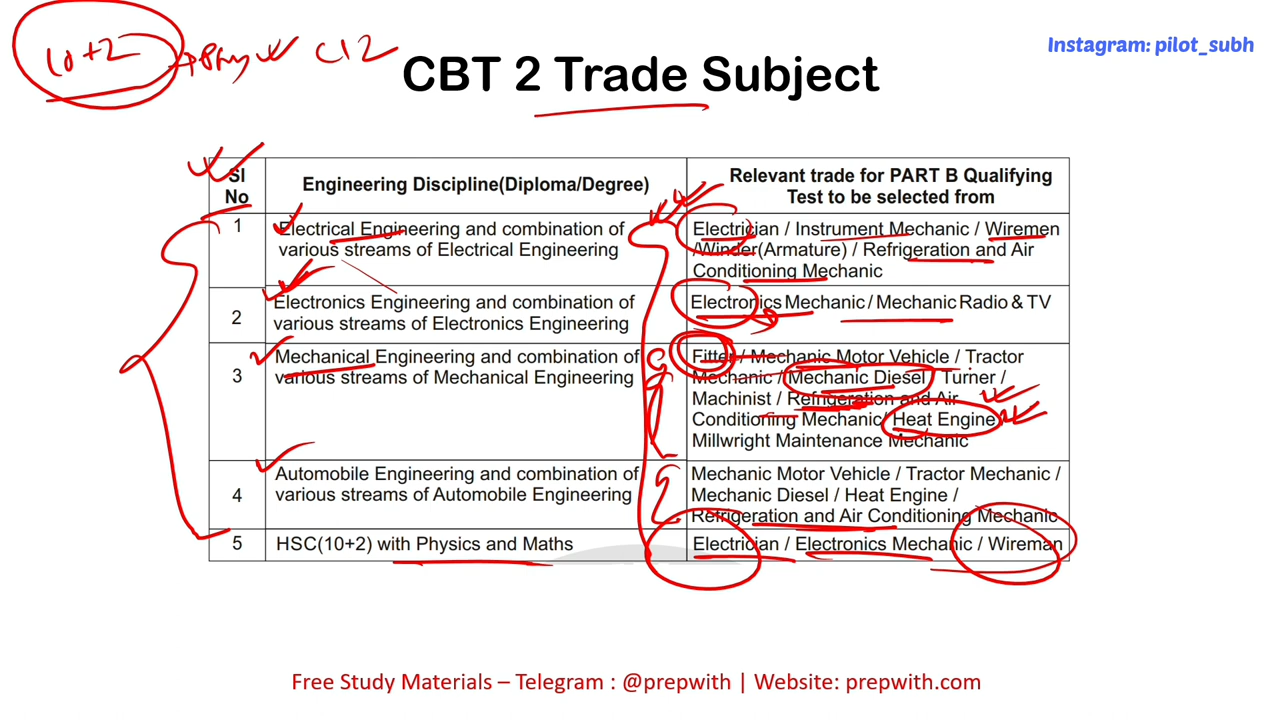 10+2 → Phy C12
Instagram: pilot_subh
CBT 2 Trade Subject
Sl
No
Engineering Discipline(Diploma/Degree)
Relevant trade for PART B Qualifying
Test to be selected from
1
Electrical Engineering and combination of
various streams of Electrical Engineering
Electrician / Instrument Mechanic / Wiremen
/Winder(Armature) / Refrigeration and Air
Conditioning Mechanic
2
Electronics Engineering and combination of
various streams of Electronics Engineering
Electronics Mechanic / Mechanic Radio & TV
3
Mechanical Engineering and combination of
various streams of Mechanical Engineering
Fitter / Mechanic Motor Vehicle / Tractor
Mechanic / Mechanic Diesel / Turner /
Machinist / Refrigeration and Air
Conditioning Mechanic/ Heat Engine /
Millwright Maintenance Mechanic
4
Automobile Engineering and combination of
various streams of Automobile Engineering
Mechanic Motor Vehicle / Tractor Mechanic /
Mechanic Diesel / Heat Engine /
Refrigeration and Air Conditioning Mechanic
5
HSC(10+2) with Physics and Maths
Electrician / Electronics Mechanic / Wireman
Free Study Materials – Telegram : @prepwith | Website: prepwith.com